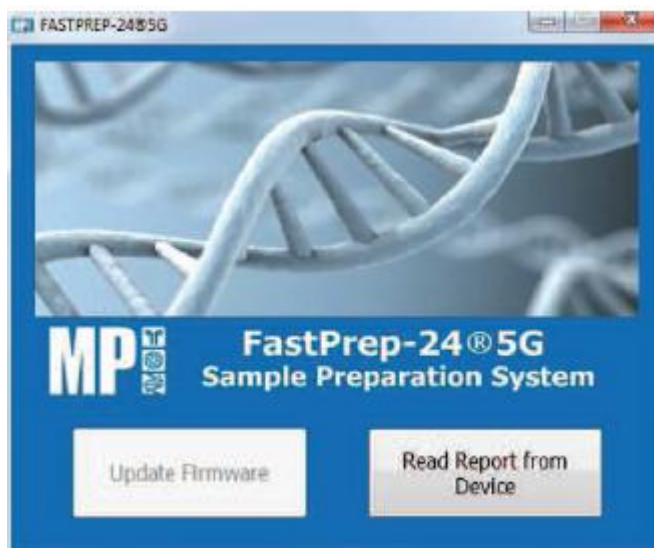 FASTPREP-24®5G
MP
FastPrep-24®5G
Sample Preparation System
Update Firmware
Read Report from
Device